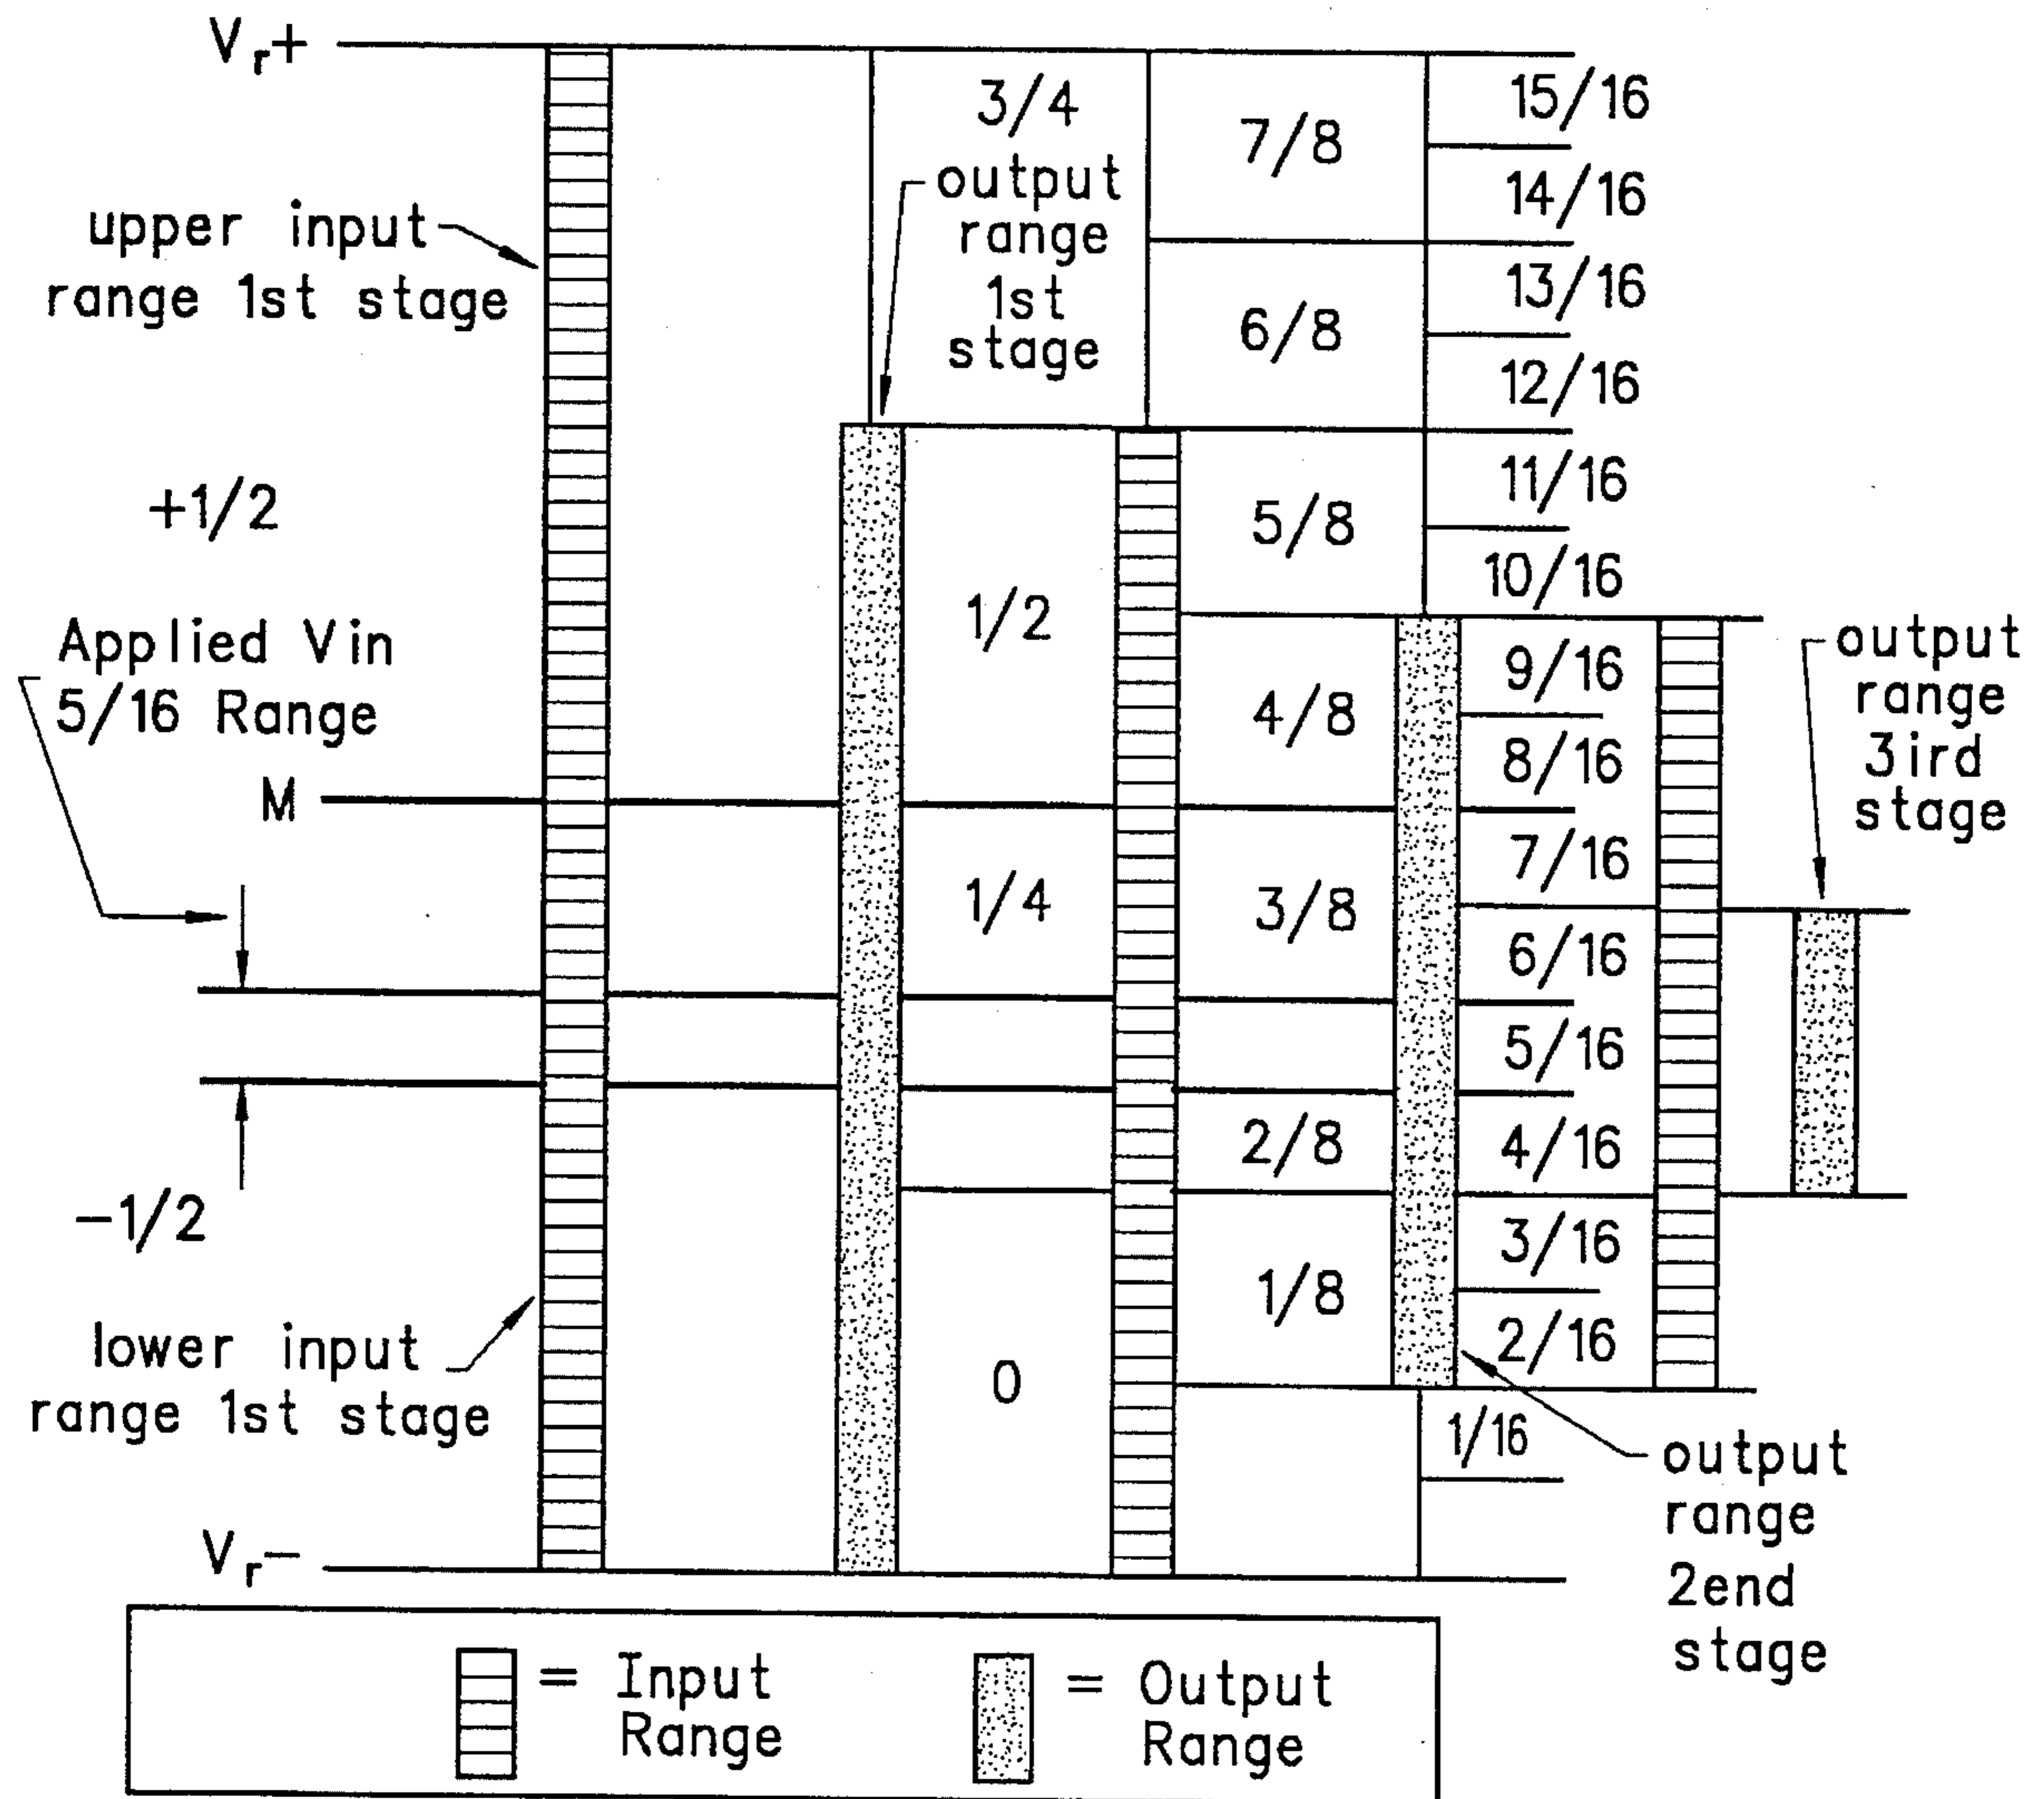 Vr+
upper input
range 1st stage
+1/2
Applied Vin
5/16 Range
M
-1/2
lower input
range 1st stage
Vr-
3/4
output
range
1st
stage
1/2
1/4
0
7/8
6/8
5/8
4/8
3/8
2/8
1/8
15/16
14/16
13/16
12/16
11/16
10/16
9/16
8/16
7/16
6/16
5/16
4/16
3/16
2/16
1/16
output
range
3ird
stage
output
range
2end
stage
= Input
Range
= Output
Range